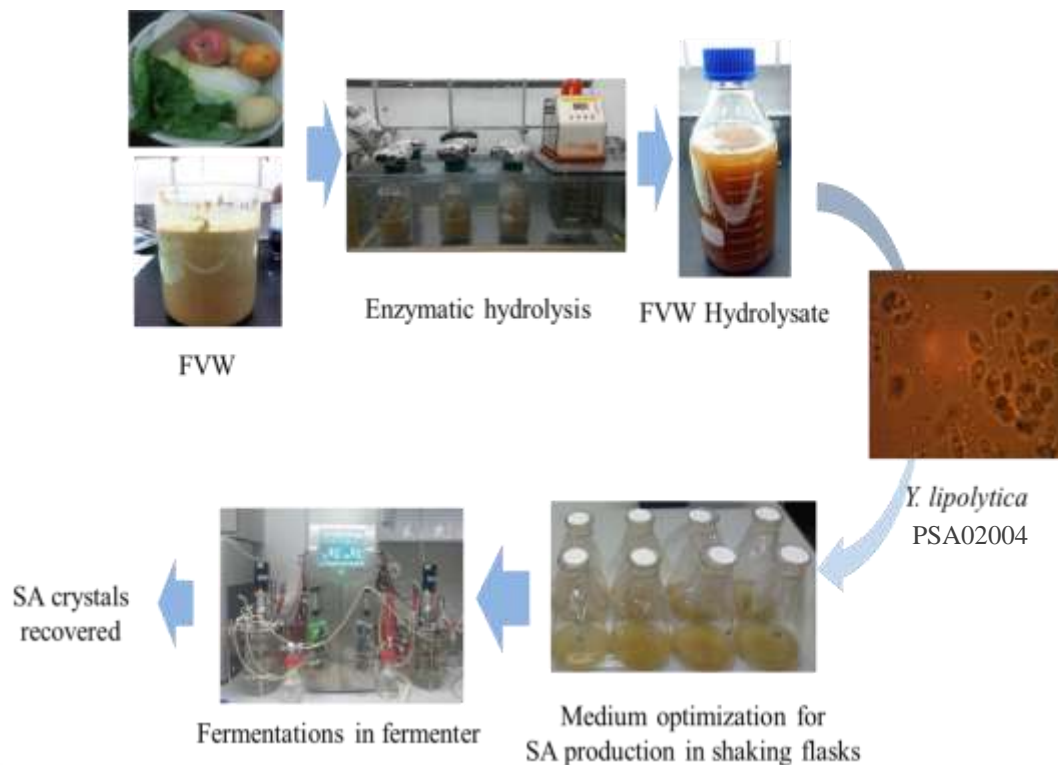 FVW
Enzymatic hydrolysis
FVW Hydrolysate
Y. lipolytica
PSA02004
Medium optimization for
SA production in shaking flasks
Fermentations in fermenter
SA crystals
recovered